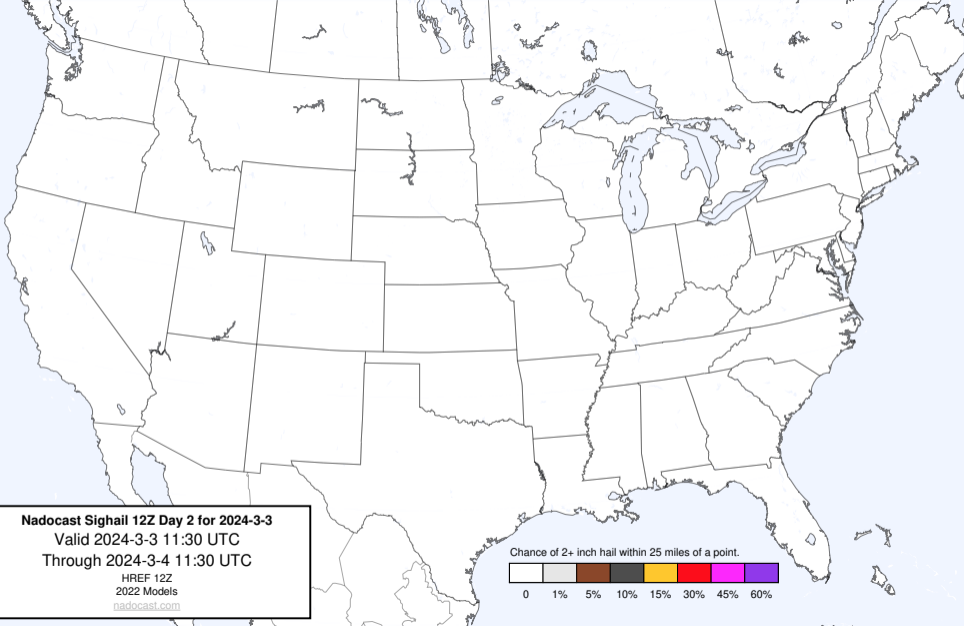 Nadocast Sighail 12Z Day 2 for 2024-3-3
Valid 2024-3-3 11:30 UTC
Through 2024-3-4 11:30 UTC
HREF 12Z
2022 Models
nadocast.com
Chance of 2+ inch hail within 25 miles of a point.
0 1% 5% 10% 15% 30% 45% 60%